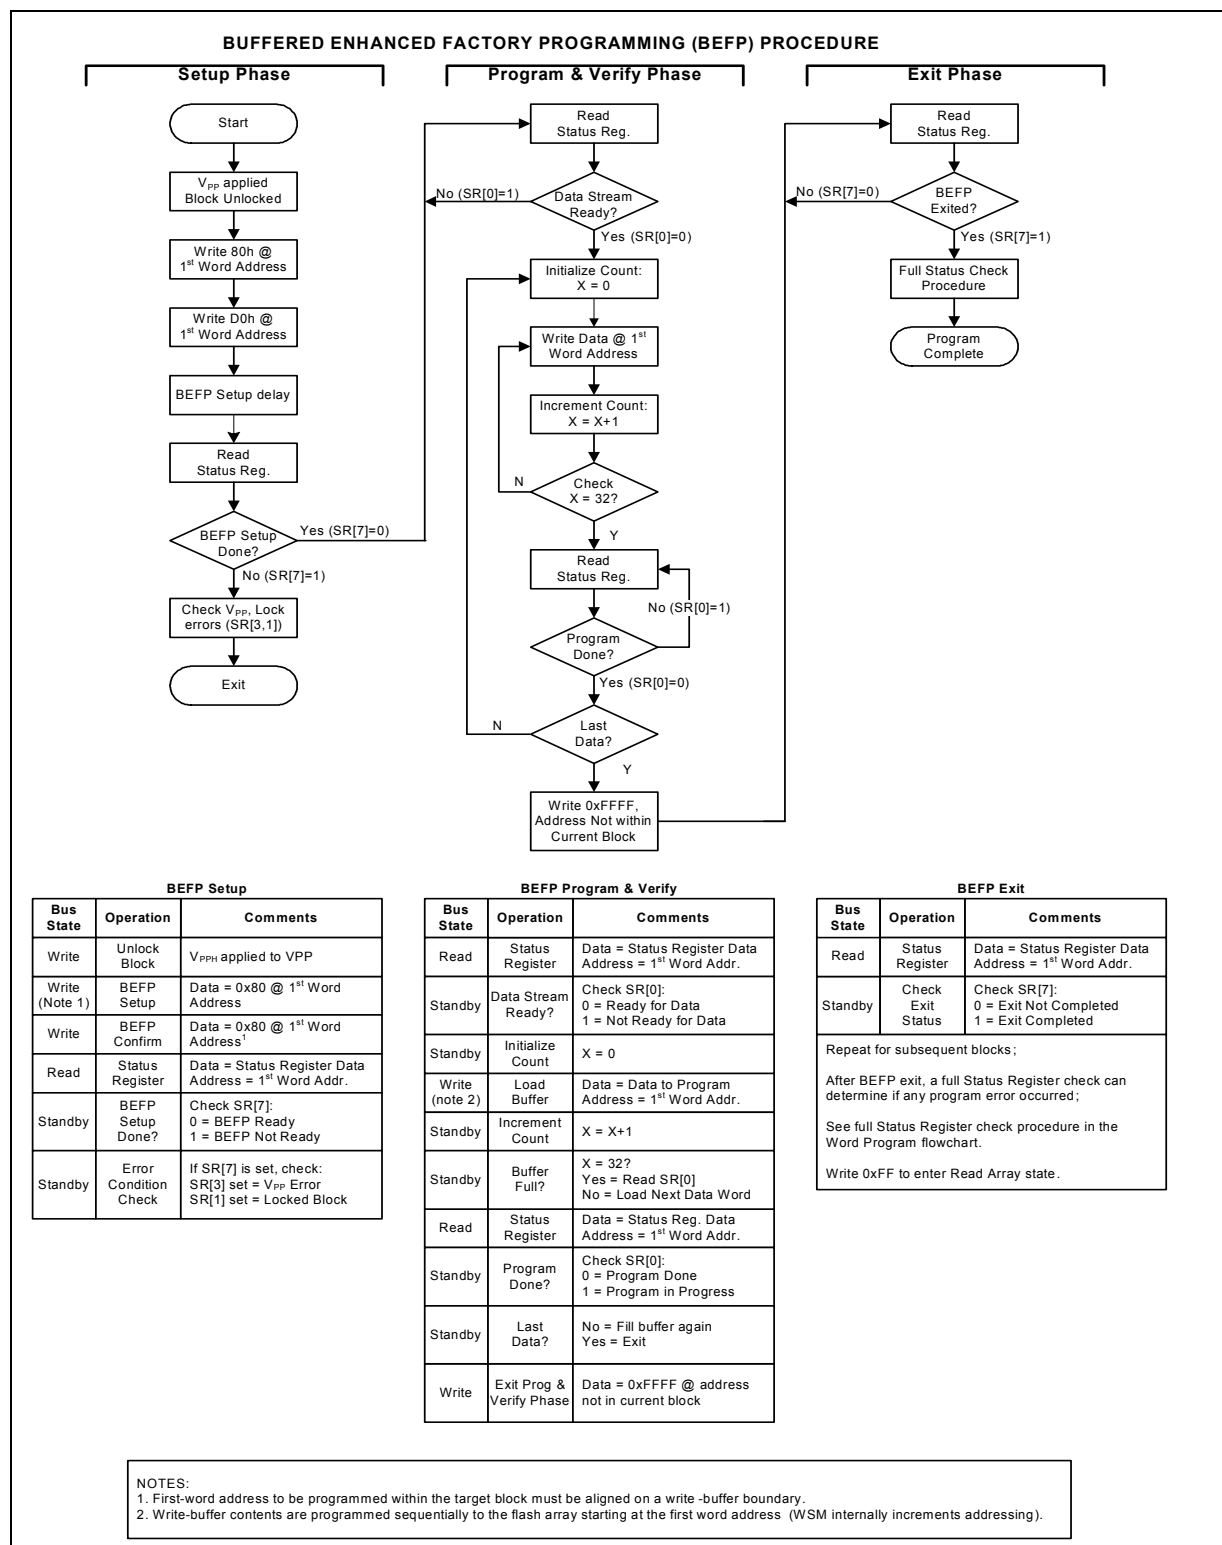 BUFFERED ENHANCED FACTORY PROGRAMMING (BEFP) PROCEDURE
Setup Phase
Start
VPP applied
Block Unlocked
Write 80h @
1st Word Address
Write D0h @
1st Word Address
BEFP Setup delay
Read
Status Reg.
BEFP Setup
Done?
Yes (SR[7]=0)
No (SR[7]=1)
Check VPP, Lock
errors (SR[3,1])
Exit
Program & Verify Phase
Read
Status Reg.
No (SR[0]=1)
Data Stream
Ready?
Yes (SR[0]=0)
Initialize Count:
X = 0
Write Data @ 1st
Word Address
Increment Count:
X = X+1
N
Check
X = 32?
Y
Read
Status Reg.
No (SR[0]=1)
Program
Done?
Yes (SR[0]=0)
N
Last
Data?
Y
Write 0xFFFF,
Address Not within
Current Block
Exit Phase
Read
Status Reg.
No (SR[7]=0)
BEFP
Exited?
Yes (SR[7]=1)
Full Status Check
Procedure
Program
Complete
BEFP Setup
Bus
State
Operation
Comments
Write
Unlock
Block
VPPH applied to VPP
Write
(Note 1)
BEFP
Setup
Data = 0x80 @ 1st Word
Address
Write
BEFP
Confirm
Data = 0x80 @ 1st Word
Address1
Read
Status
Register
Data = Status Register Data
Address = 1st Word Addr.
Standby
BEFP
Setup
Done?
Check SR[7]:
0 = BEFP Ready
1 = BEFP Not Ready
Standby
Error
Condition
Check
If SR[7] is set, check:
SR[3] set = VPP Error
SR[1] set = Locked Block
BEFP Program & Verify
Bus
State
Operation
Comments
Read
Status
Register
Data = Status Register Data
Address = 1st Word Addr.
Standby
Data Stream
Ready?
Check SR[0]:
0 = Ready for Data
1 = Not Ready for Data
Standby
Initialize
Count
X = 0
Write
(note 2)
Load
Buffer
Data = Data to Program
Address = 1st Word Addr.
Standby
Increment
Count
X = X+1
Standby
Buffer
Full?
X = 32?
Yes = Read SR[0]
No = Load Next Data Word
Read
Status
Register
Data = Status Reg. Data
Address = 1st Word Addr.
Standby
Program
Done?
Check SR[0]:
0 = Program Done
1 = Program in Progress
Standby
Last
Data?
No = Fill buffer again
Yes = Exit
Write
Exit Prog &
Verify Phase
Data = 0xFFFF @ address
not in current block
BEFP Exit
Bus
State
Operation
Comments
Read
Status
Register
Data = Status Register Data
Address = 1st Word Addr.
Standby
Check
Exit
Status
Check SR[7]:
0 = Exit Not Completed
1 = Exit Completed
Repeat for subsequent blocks;
After BEFP exit, a full Status Register check can
determine if any program error occurred;
See full Status Register check procedure in the
Word Program flowchart.
Write 0xFF to enter Read Array state.
NOTES:
1. First-word address to be programmed within the target block must be aligned on a write -buffer boundary.
2. Write-buffer contents are programmed sequentially to the flash array starting at the first word address (WSM internally increments addressing).